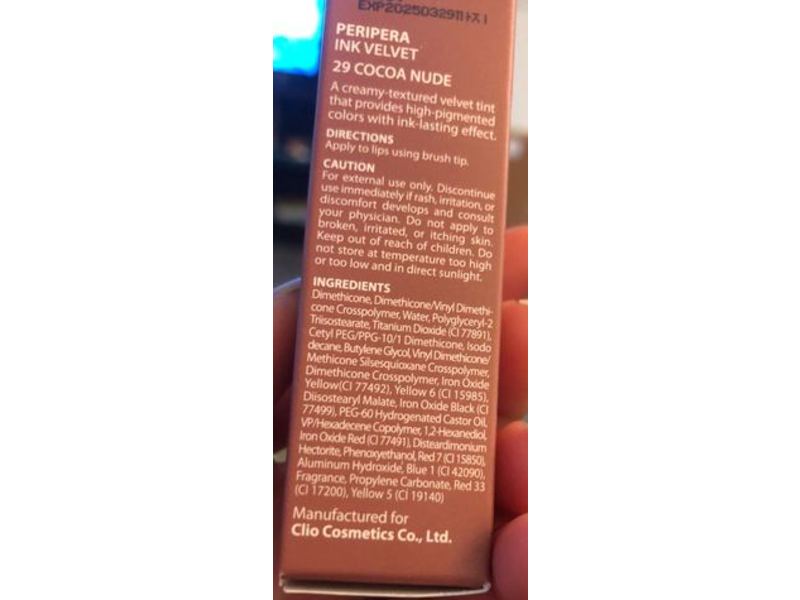 EXP20250329
PERIPERA
INK VELVET
29 COCOA NUDE
A creamy-textured velvet tint
that provides high-pigmented
colors with ink-lasting effect.
DIRECTIONS
Apply to lips using brush tip.
CAUTION
For external use only. Discontinue
use immediately if rash, irritation, or
discomfort develops and consult
your physician. Do not apply to
broken, irritated, or itching skin.
Keep out of reach of children. Do
not store at temperature too high
or too low and in direct sunlight.
INGREDIENTS
Dimethicone, Dimethicone/Vinyl Dimethi-
cone Crosspolymer, Water, Polyglyceryl-2
Triisostearate, Titanium Dioxide (CI 77891),
Cetyl PEG/PPG-10/1 Dimethicone, Isodo
decane, Butylene Glycol, Vinyl Dimethicone/
Methicone Silsesquioxane Crosspolymer,
Dimethicone Crosspolymer, Iron Oxide
Yellow(CI 77492), Yellow 6 (CI 15985),
Diisostearyl Malate, Iron Oxide Black (CI
77499), PEG-60 Hydrogenated Castor Oil,
VP/Hexadecene Copolymer, 1,2-Hexanediol,
Iron Oxide Red (CI 77491), Disteardimonium
Hectorite, Phenoxyethanol, Red 7 (CI 15850),
Aluminum Hydroxide, Blue 1 (CI 42090),
Fragrance, Propylene Carbonate, Red 33
(CI 17200), Yellow 5 (CI 19140)
Manufactured for
Clio Cosmetics Co., Ltd.